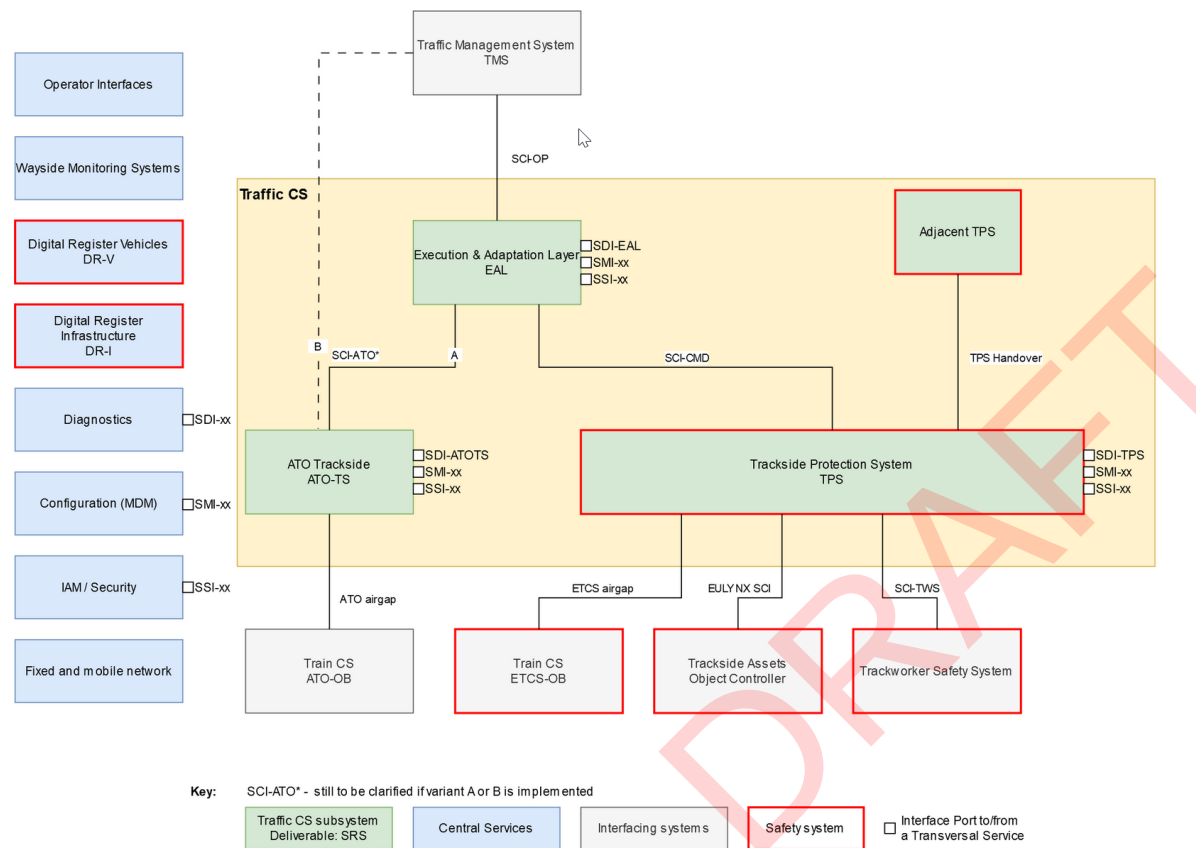 Traffic Management System
TMS
Operator Interfaces
SCI-OP
Wayside Monitoring Systems
Traffic CS
Digital Register Vehicles
DR-V
Adjacent TPS
Execution & Adaptation Layer
EAL
SDI-EAL
SMI-xx
SSI-xx
Digital Register
Infrastructure
DR-I
B
SCI-ATO*
A
SCI-CMD
TPS Handover
Diagnostics
SDI-xx
ATO Trackside
ATO-TS
SDI-ATOTS
SMI-xx
SSI-xx
Trackside Protection System
TPS
SDI-TPS
SMI-xx
SSI-xx
Configuration (MDM)
SMI-xx
IAM / Security
SSI-xx
ATO airgap
ETCS airgap
EULYNX SCI
SCI-TWS
Fixed and mobile network
Train CS
ATO-OB
Train CS
ETCS-OB
Trackside Assets
Object Controller
Trackworker Safety System
DRAFT
Key:
SCI-ATO* - still to be clarified if variant A or B is implemented
Traffic CS subsystem
Deliverable: SRS
Central Services
Interfacing systems
Safety system
Interface Port to/from
a Transversal Service